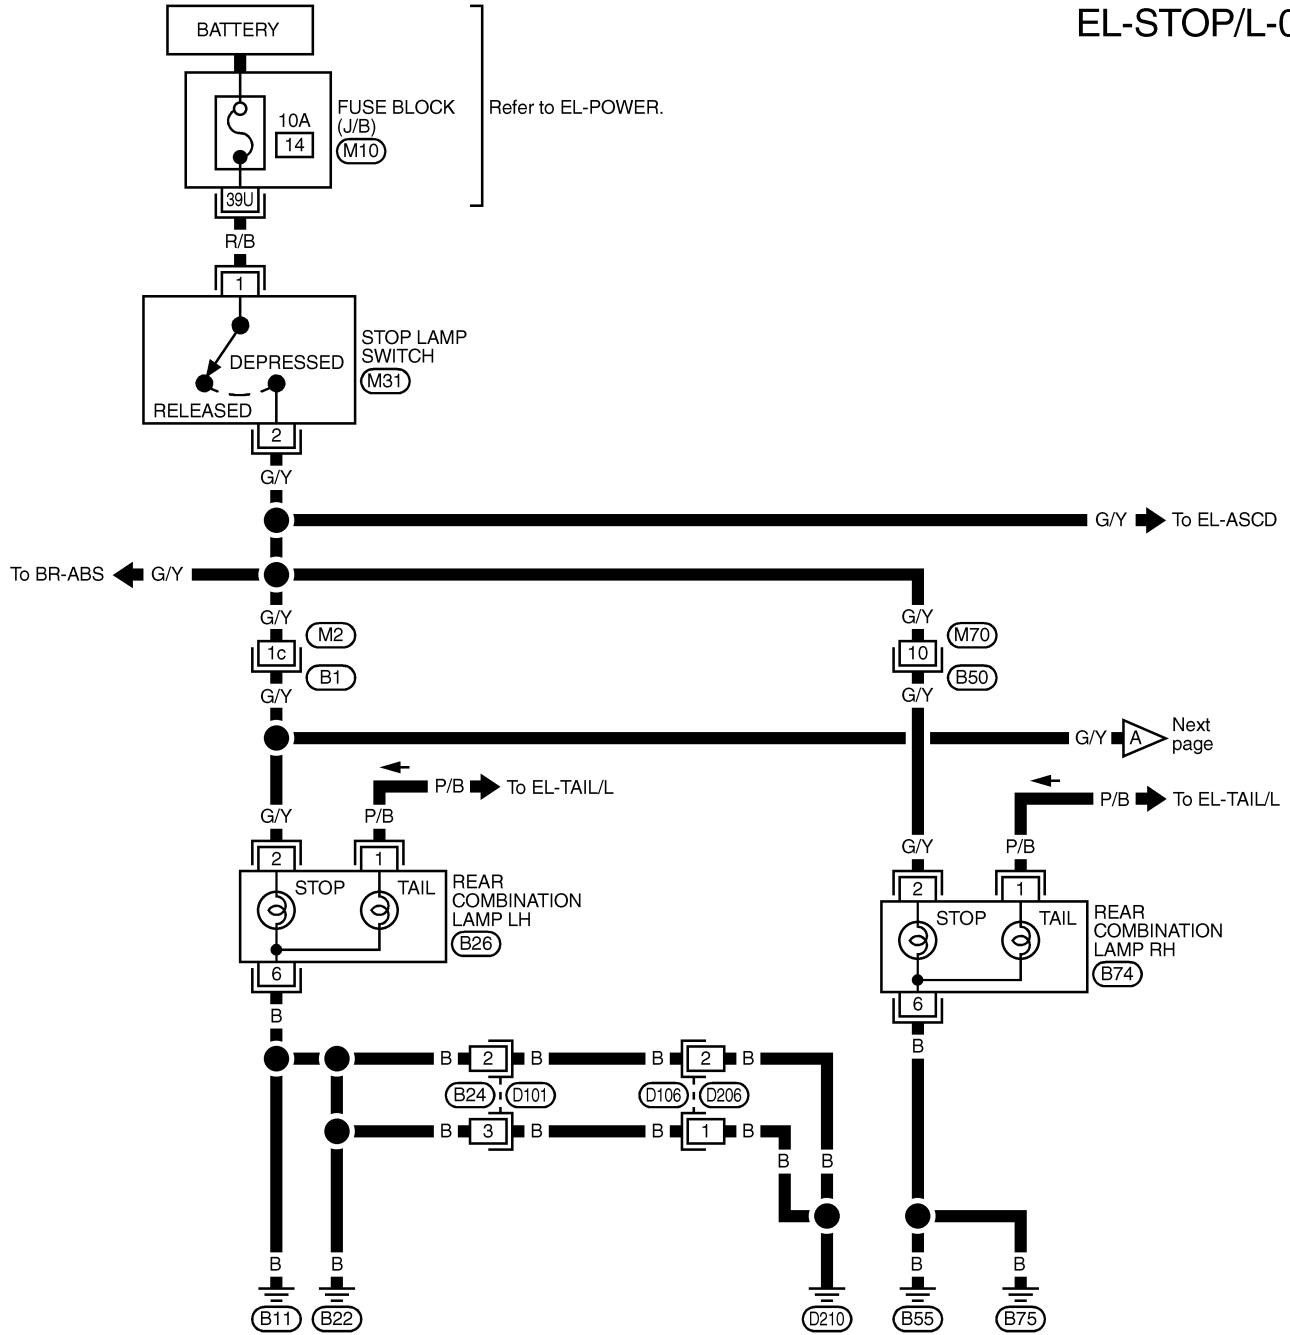 EL-STOP/L-0
BATTERY
FUSE BLOCK
(J/B)
M10
10A
14
Refer to EL-POWER.
39U
R/B
1
STOP LAMP
SWITCH
M31
DEPRESSED
RELEASED
2
G/Y
G/Y
To EL-ASCD
To BR-ABS
G/Y
G/Y
G/Y
M2
1c
B1
M70
10
B50
G/Y
G/Y
G/Y
A
Next
page
P/B
To EL-TAIL/L
P/B
To EL-TAIL/L
G/Y
P/B
G/Y
P/B
2
1
STOP
TAIL
REAR
COMBINATION
LAMP LH
B26
2
1
STOP
TAIL
REAR
COMBINATION
LAMP RH
B74
6
B
6
B
B
2
B
B
2
B
B24
D101
D106
D206
B
3
B
B
1
B
B
B
B
B
B
B
B11
B22
D210
B55
B75